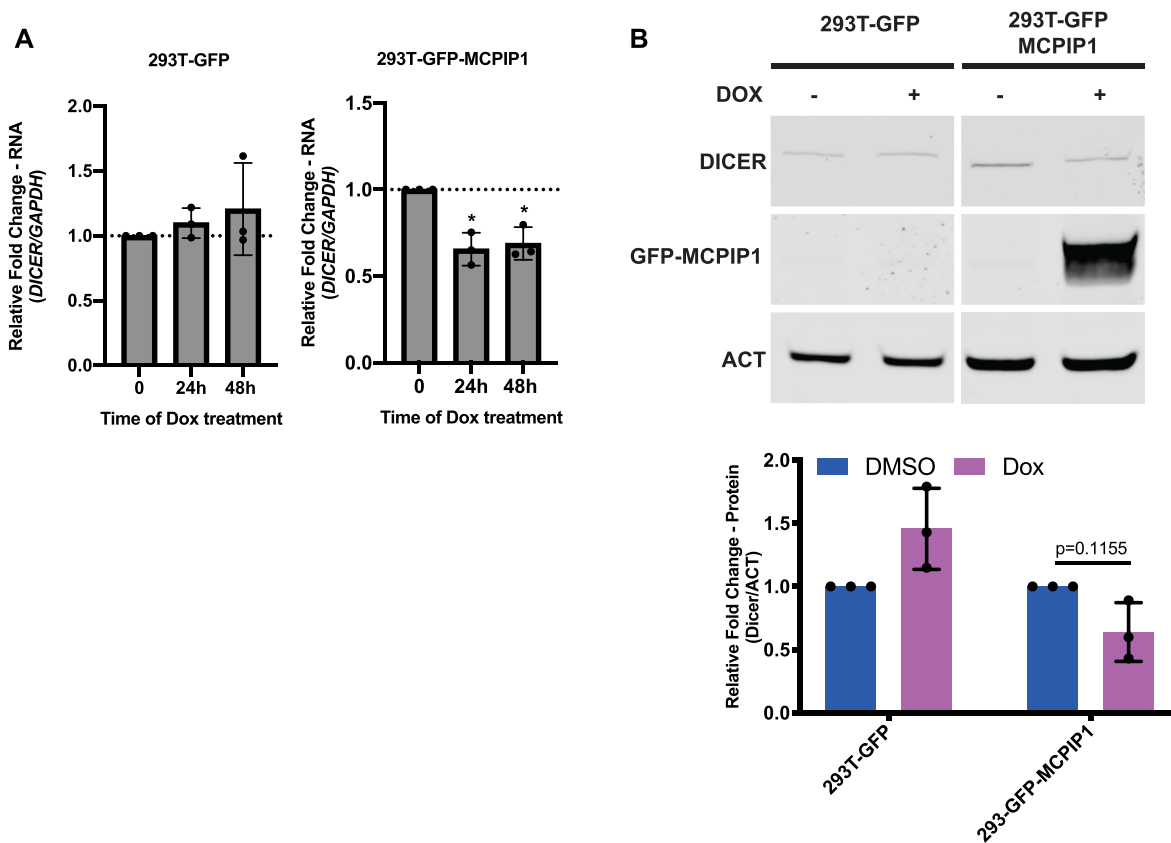 A
293T-GFP
Relative Fold Change - RNA
(DICER/GAPDH)
2.0
1.5
1.0
0.5
0.0
0 24h 48h
Time of Dox treatment
293T-GFP-MCPIP1
Relative Fold Change - RNA
(DICER/GAPDH)
1.5
1.0
0.5
0.0
* *
0 24h 48h
Time of Dox treatment
B
293T-GFP
293T-GFP
MCPIP1
DOX - + - +
DICER
GFP-MCPIP1
ACT
Relative Fold Change - Protein
(Dicer/ACT)
2.0
1.5
1.0
0.5
0.0
DMSO Dox
p=0.1155
293T-GFP
293-GFP-MCPIP1